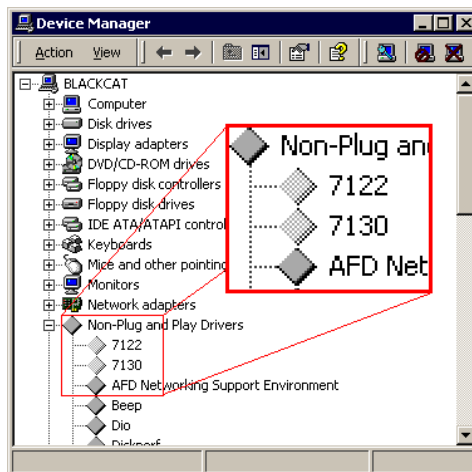 Device Manager
Action View
BLACKCAT
Computer
Disk drives
Display adapters
DVD/CD-ROM drives
Floppy disk controllers
Floppy disk drives
IDE ATA/ATAPI control
Keyboards
Mice and other pointing
Monitors
Network adapters
Non-Plug and Play Drivers
7122
7130
AFD Networking Support Environment
Beep
Dio
Diskperf
Non-Plug an
7122
7130
AFD Net